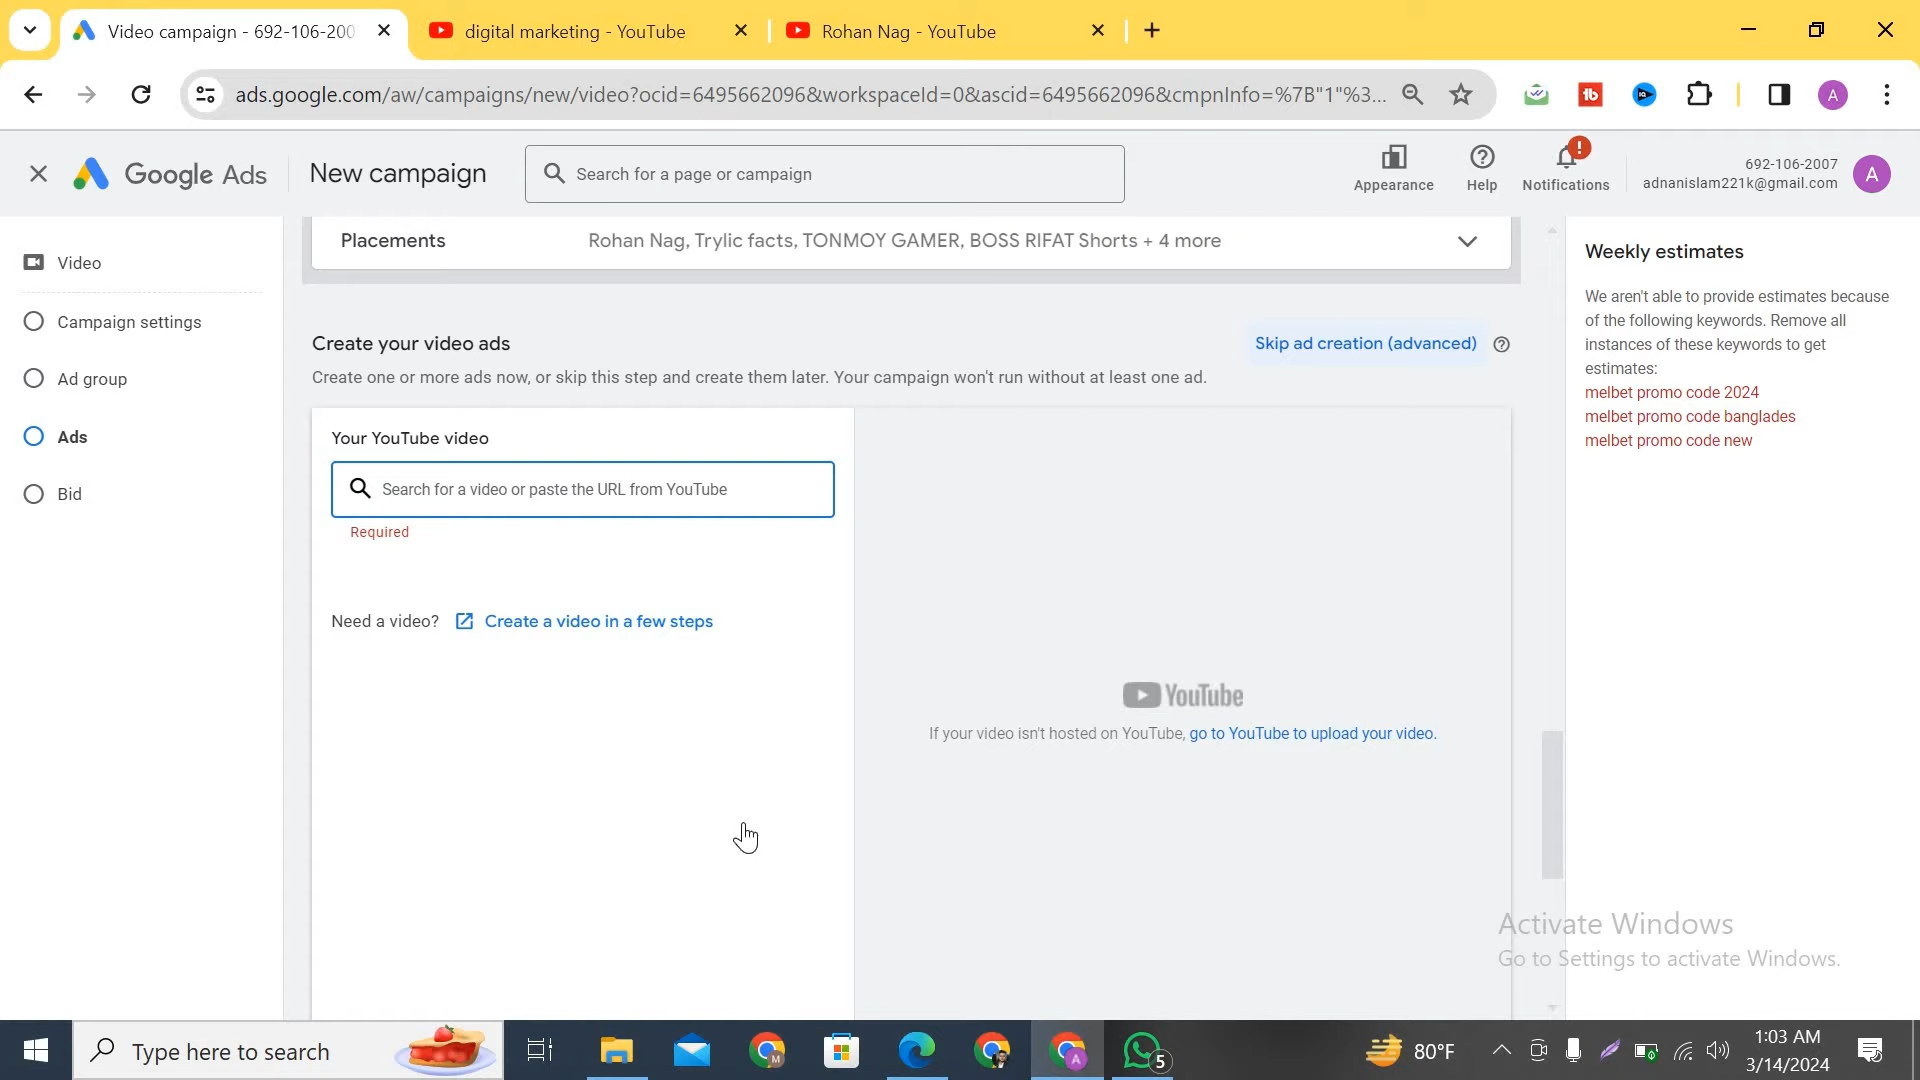 Video campaign - 692-106-200
digital marketing - YouTube
Rohan Nag - YouTube
ads.google.com/aw/campaigns/new/video?ocid=6495662096&workspaceId=0&ascid=6495662096&cmpnInfo=%7B"1"%3...
A
Google Ads
New campaign
Search for a page or campaign
Appearance
Help
Notifications
692-106-2007
adnanislam221k@gmail.com
A
Video
Campaign settings
Ad group
Ads
Bid
Placements
Rohan Nag, Trylic facts, TONMOY GAMER, BOSS RIFAT Shorts + 4 more
Create your video ads
Skip ad creation (advanced)
Create one or more ads now, or skip this step and create them later. Your campaign won't run without at least one ad.
Your YouTube video
Search for a video or paste the URL from YouTube
Required
Need a video?
Create a video in a few steps
YouTube
If your video isn't hosted on YouTube, go to YouTube to upload your video.
Weekly estimates
We aren't able to provide estimates because
of the following keywords. Remove all
instances of these keywords to get
estimates:
melbet promo code 2024
melbet promo code banglades
melbet promo code new
Activate Windows
Go to Settings to activate Windows.
Type here to search
M
A
5
80°F
1:03 AM
3/14/2024